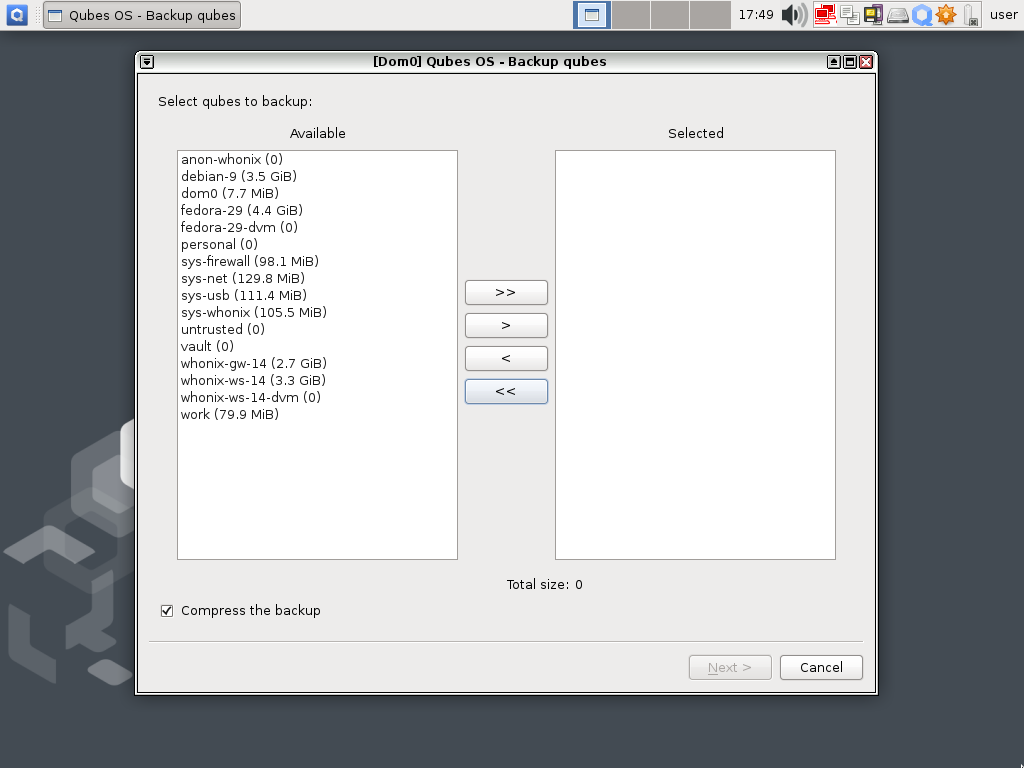 Qubes OS - Backup qubes
17:49
user
[Dom0] Qubes OS - Backup qubes
Select qubes to backup:
Available
Selected
anon-whonix (0)
debian-9 (3.5 GiB)
dom0 (7.7 MiB)
fedora-29 (4.4 GiB)
fedora-29-dvm (0)
personal (0)
sys-firewall (98.1 MiB)
sys-net (129.8 MiB)
sys-usb (111.4 MiB)
sys-whonix (105.5 MiB)
untrusted (0)
vault (0)
whonix-gw-14 (2.7 GiB)
whonix-ws-14 (3.3 GiB)
whonix-ws-14-dvm (0)
work (79.9 MiB)
>>
>
<
<<
Total size: 0
Compress the backup
Next >
Cancel